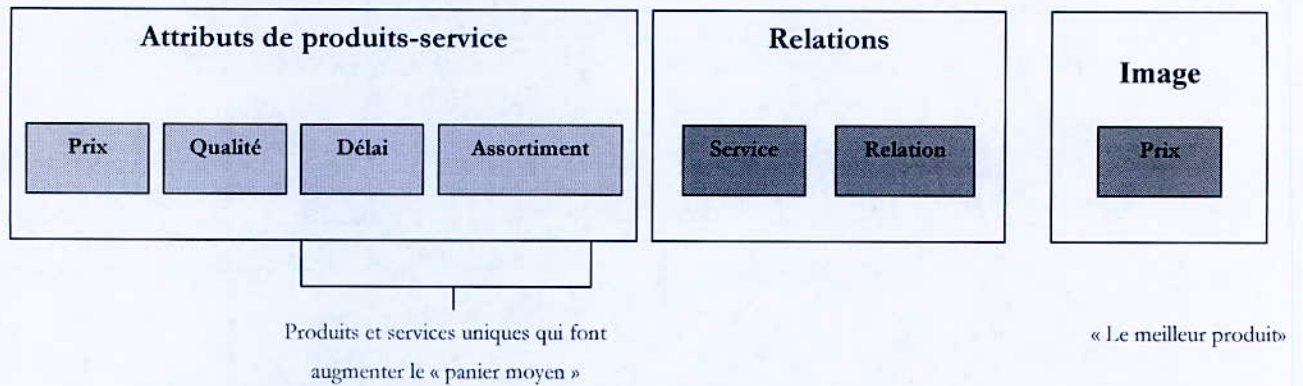 Attributs de produits-service
Relations
Image
Prix
Qualité
Délai
Assortiment
Service
Relation
Prix
Produits et services uniques qui font
augmenter le « panier moyen »
« Le meilleur produit»